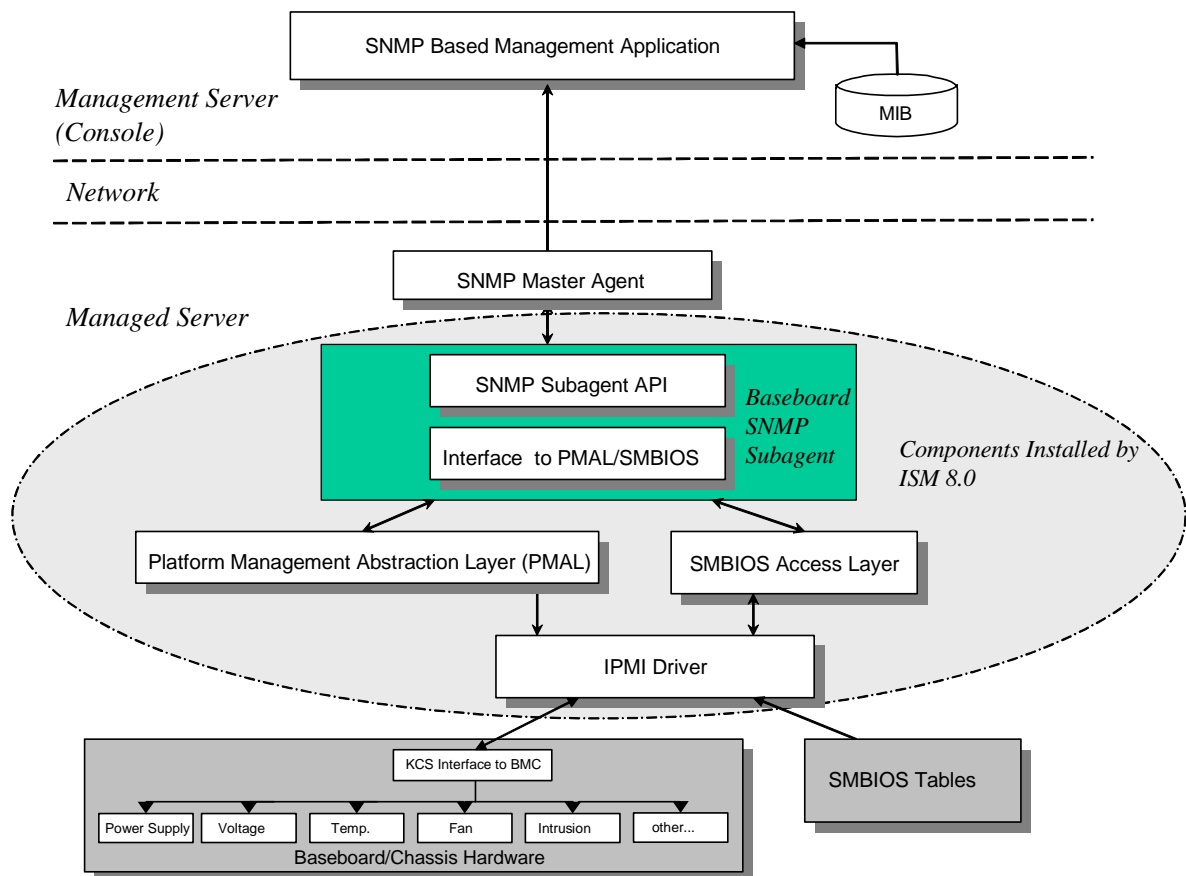 SNMP Based Management Application
MIB
Management Server
(Console)
Network
SNMP Master Agent
Managed Server
SNMP Subagent API
Baseboard
SNMP
Subagent
Interface to PMAL/SMBIOS
Components Installed by
ISM 8.0
Platform Management Abstraction Layer (PMAL)
SMBIOS Access Layer
IPMI Driver
KCS Interface to BMC
SMBIOS Tables
Power Supply
Voltage
Temp.
Fan
Intrusion
other...
Baseboard/Chassis Hardware